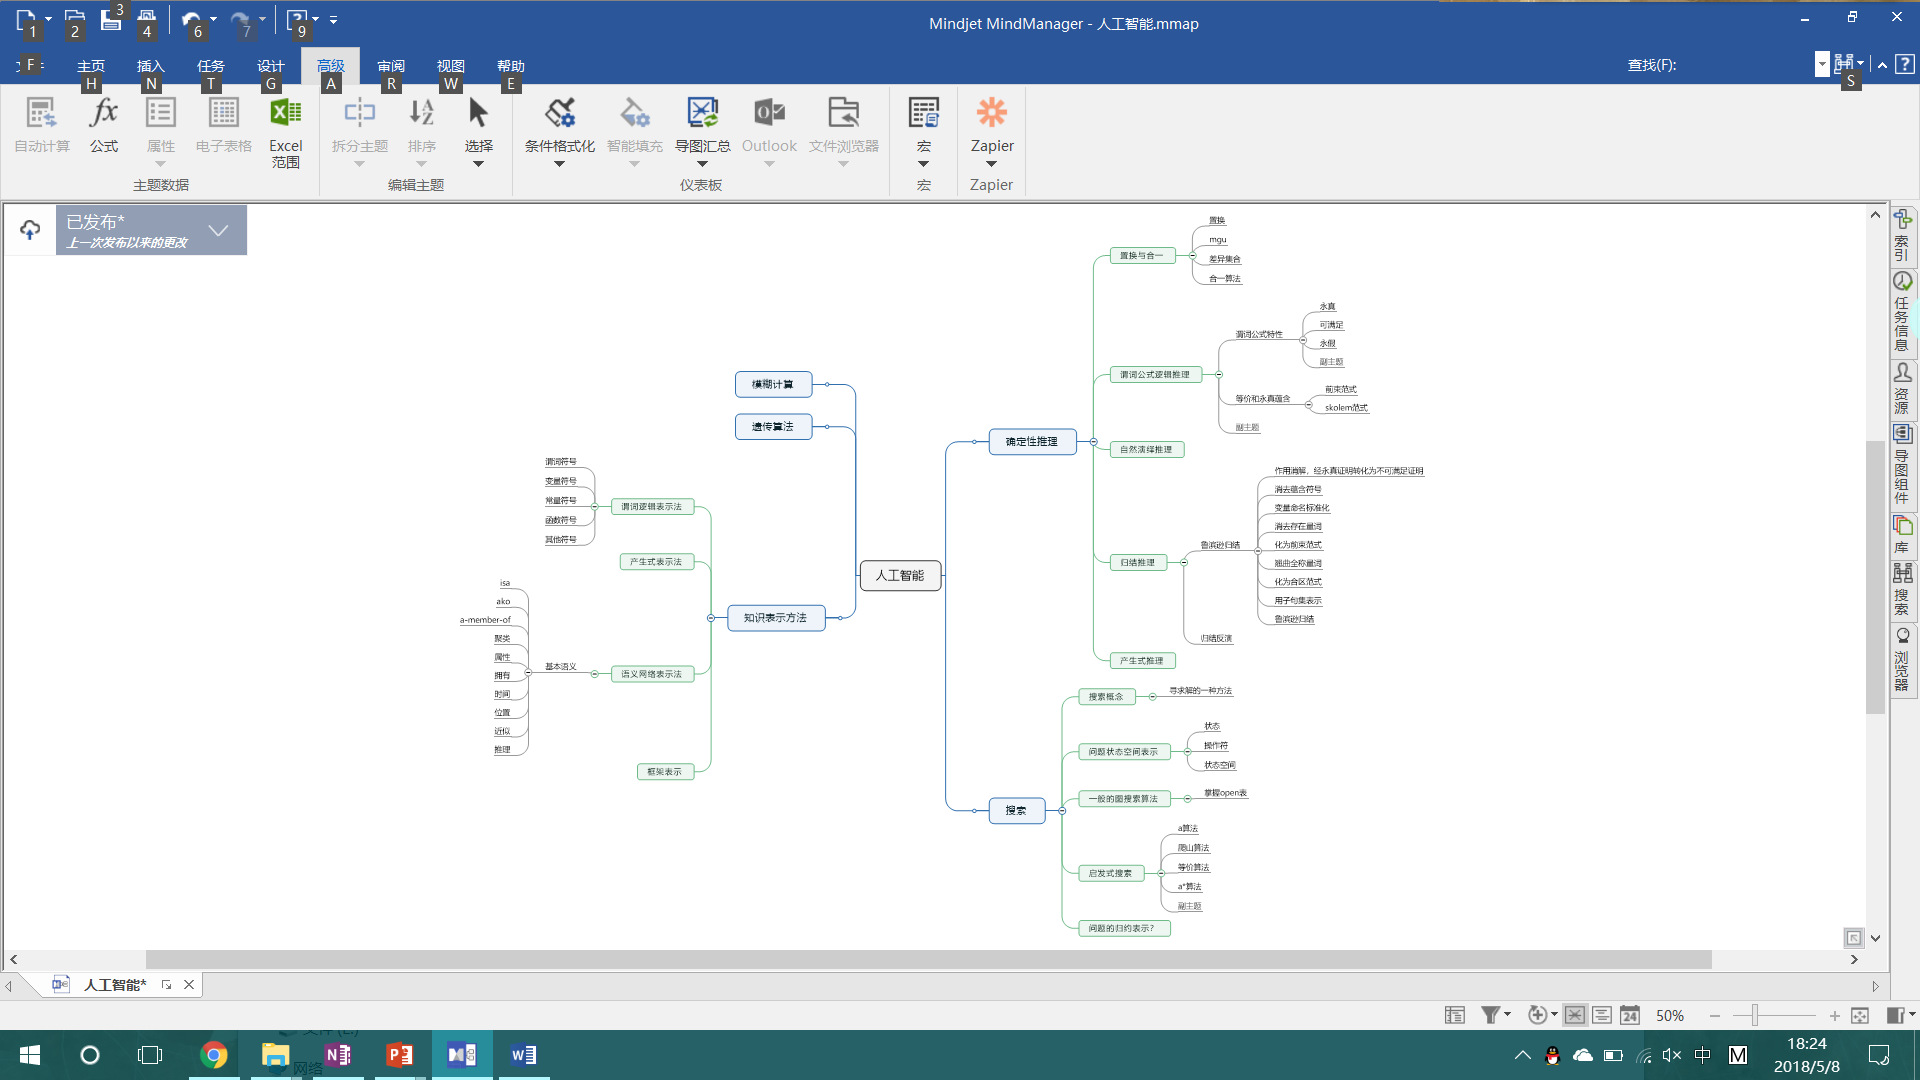 1
2
3
4
6
7
9
Mindjet MindManager - 人工智能.mmap
F
主页
插入
任务
设计
高级
审阅
视图
帮助
查找(F):
H
N
T
G
A
R
W
E
S
自动计算
公式
属性
电子表格
Excel
范围
拆分主题
排序
选择
条件格式化
智能填充
导图汇总
Outlook
文件浏览器
宏
Zapier
主题数据
编辑主题
仪表板
宏
Zapier
已发布*
上一次发布以来的更改
人工智能
模糊计算
遗传算法
知识表示方法
谓词逻辑表示法
谓词符号
变量符号
常量符号
函数符号
其他符号
产生式表示法
语义网络表示法
基本语义
isa
ako
a-member-of
聚类
属性
拥有
时间
位置
近似
推理
框架表示
确定性推理
置换与合一
置换
mgu
差异集合
合一算法
谓词公式逻辑推理
谓词公式特性
永真
可满足
永假
副主题
等价和永真蕴含
前束范式
skolem范式
副主题
自然演绎推理
归结推理
鲁滨逊归结
作用消解，经永真证明转化为不可满足证明
消去蕴含符号
变量命名标准化
消去存在量词
化为前束范式
略曲全称量词
化为合区范式
用子句集表示
鲁滨逊归结
归结反演
产生式推理
搜索
搜索概念
寻求解的一种方法
问题状态空间表示
状态
操作符
状态空间
一般的图搜索算法
掌握open表
启发式搜索
a算法
爬山算法
等价算法
a*算法
副主题
问题的归约表示？
索引
任务信息
资源
导图组件
库
搜索
浏览器
人工智能*
24
50%
网络
中
M
18:24
2018/5/8